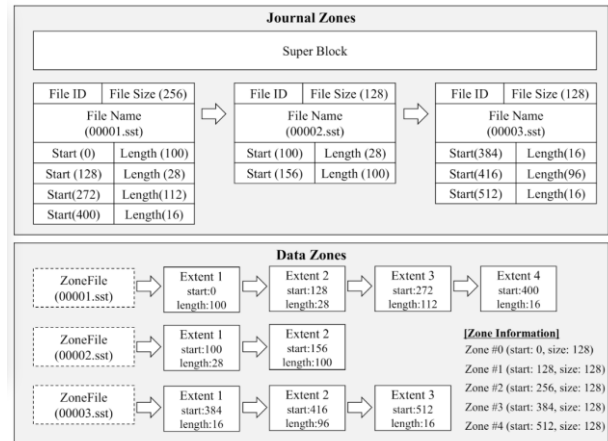 Journal Zones
Super Block
File ID File Size (256)
File Name
(00001.sst)
Start (0) Length (100)
Start (128) Length (28)
Start(272) Length(112)
Start(400) Length(16)
File ID File Size (128)
File Name
(00002.sst)
Start (100) Length (28)
Start (156) Length (100)
File ID File Size (128)
File Name
(00003.sst)
Start(384) Length(16)
Start(416) Length(96)
Start(512) Length(16)
Data Zones
ZoneFile
(00001.sst)
Extent 1
start:0
length:100
Extent 2
start:128
length:28
Extent 3
start:272
length:112
Extent 4
start:400
length:16
ZoneFile
(00002.sst)
Extent 1
start:100
length:28
Extent 2
start:156
length:100
ZoneFile
(00003.sst)
Extent 1
start:384
length:16
Extent 2
start:416
length:96
Extent 3
start:512
length:16
[Zone Information]
Zone #0 (start: 0, size: 128)
Zone #1 (start: 128, size: 128)
Zone #2 (start: 256, size: 128)
Zone #3 (start: 384, size: 128)
Zone #4 (start: 512, size: 128)